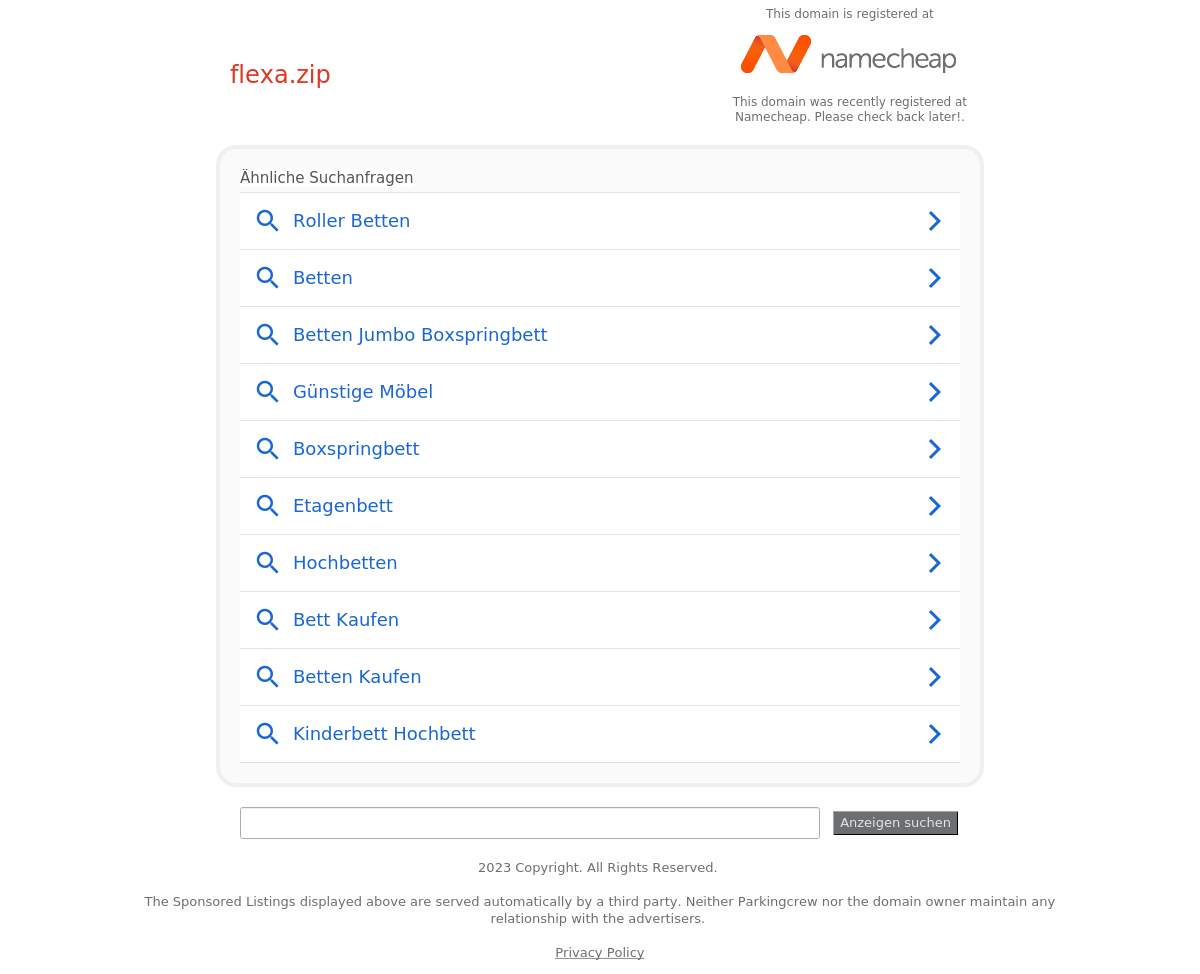 This domain is registered at
namecheap
flexa.zip
This domain was recently registered at
Namecheap. Please check back later!.
Ähnliche Suchanfragen
Roller Betten
Betten
Betten Jumbo Boxspringbett
Günstige Möbel
Boxspringbett
Etagenbett
Hochbetten
Bett Kaufen
Betten Kaufen
Kinderbett Hochbett
Anzeigen suchen
2023 Copyright. All Rights Reserved.
The Sponsored Listings displayed above are served automatically by a third party. Neither Parkingcrew nor the domain owner maintain any
relationship with the advertisers.
Privacy Policy